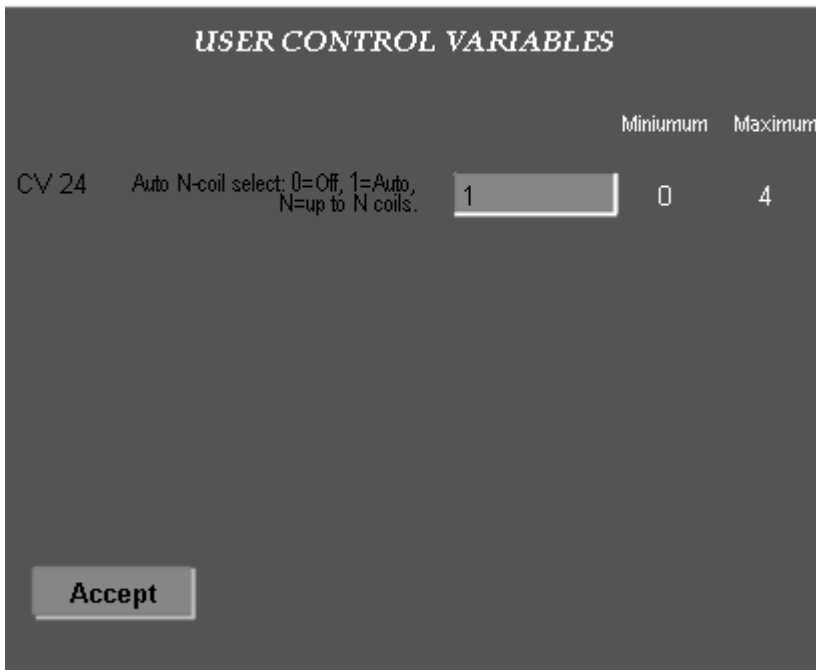 USER CONTROL VARIABLES
Miniumum Maximum
CV 24 Auto N-coil select: 0=Off, 1=Auto, 1 0 4
N=up to N coils.
Accept